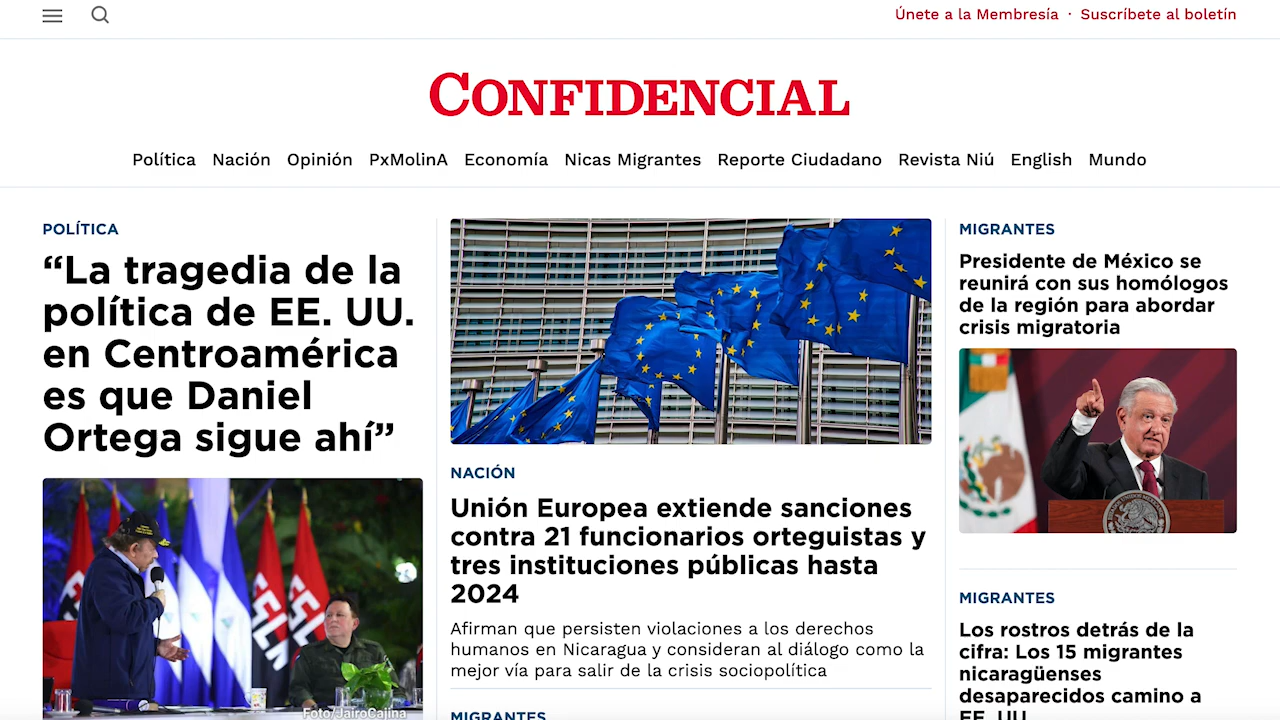 Únete a la Membresía · Suscríbete al boletín
CONFIDENCIAL
Política Nación Opinión PxMolinA Economía Nicas Migrantes Reporte Ciudadano Revista Niú English Mundo
POLÍTICA
“La tragedia de la
política de EE. UU.
en Centroamérica
es que Daniel
Ortega sigue ahí”
FSLN
Foto/JairoCajina
NACIÓN
Unión Europea extiende sanciones
contra 21 funcionarios orteguistas y
tres instituciones públicas hasta
2024
Afirman que persisten violaciones a los derechos
humanos en Nicaragua y consideran al diálogo como la
mejor vía para salir de la crisis sociopolítica
MIGRANTES
MIGRANTES
Presidente de México se
reunirá con sus homólogos
de la región para abordar
crisis migratoria
MIGRANTES
Los rostros detrás de la
cifra: Los 15 migrantes
nicaragüenses
desaparecidos camino a
EE. UU.